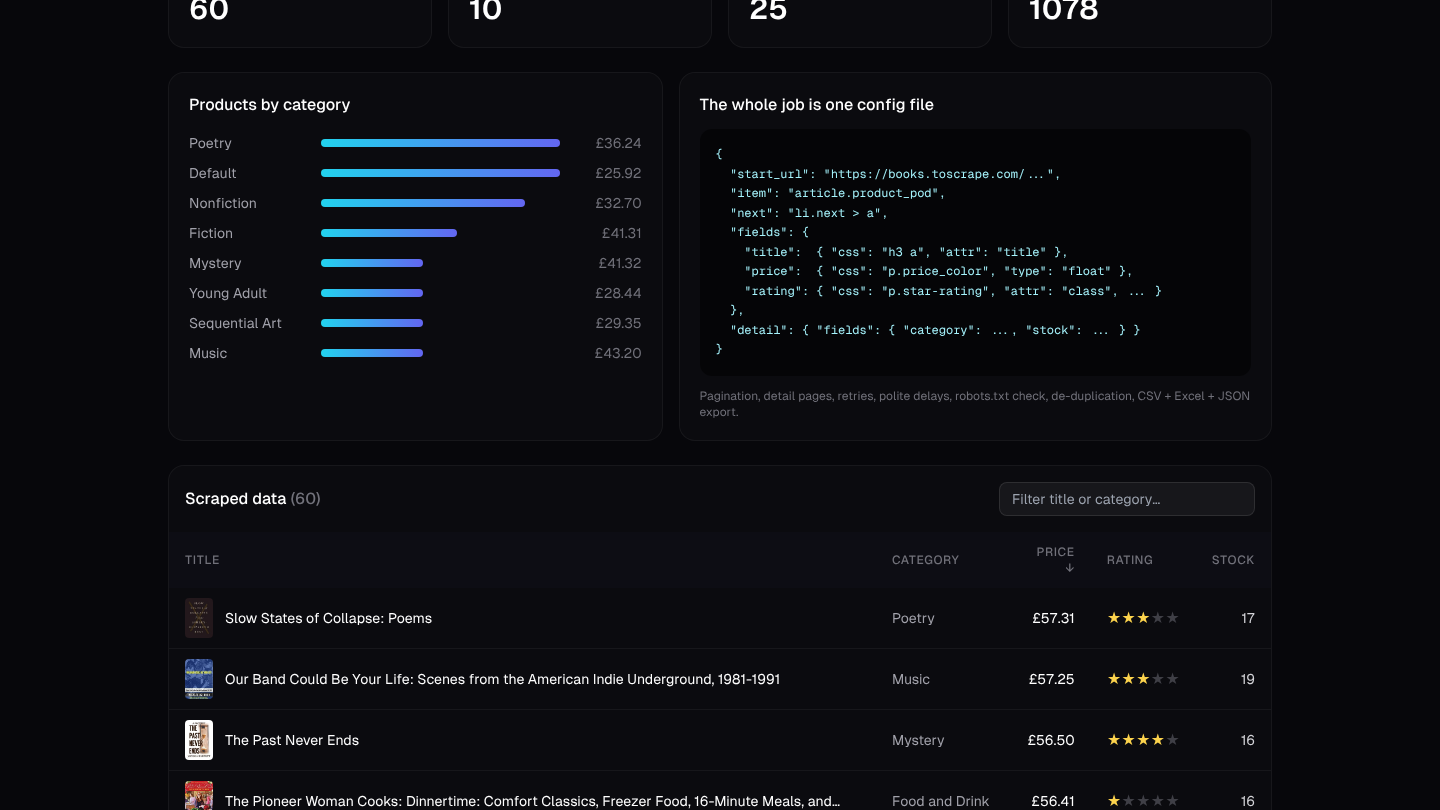 60
10
25
1078
Products by category
Poetry £36.24
Default £25.92
Nonfiction £32.70
Fiction £41.31
Mystery £41.32
Young Adult £28.44
Sequential Art £29.35
Music £43.20
The whole job is one config file
{
"start_url": "https://books.toscrape.com/...",
"item": "article.product_pod",
"next": "li.next > a",
"fields": {
"title":  { "css": "h3 a", "attr": "title" },
"price":  { "css": "p.price_color", "type": "float" },
"rating": { "css": "p.star-rating", "attr": "class", ... }
},
"detail": { "fields": { "category": ..., "stock": ... } }
}
Pagination, detail pages, retries, polite delays, robots.txt check, de-duplication, CSV + Excel + JSON
export.
Scraped data (60)
Filter title or category...
TITLE CATEGORY PRICE ↓ RATING STOCK
Slow States of Collapse: Poems Poetry £57.31 ★★★★★ 17
Our Band Could Be Your Life: Scenes from the American Indie Underground, 1981-1991 Music £57.25 ★★★★★ 19
THE PAST NEVER ENDS
The Past Never Ends Mystery £56.50 ★★★★★ 16
The Pioneer Woman Cooks: Dinnertime: Comfort Classics, Freezer Food, 16-Minute Meals, and... Food and Drink £56.41 ★★★★★ 16